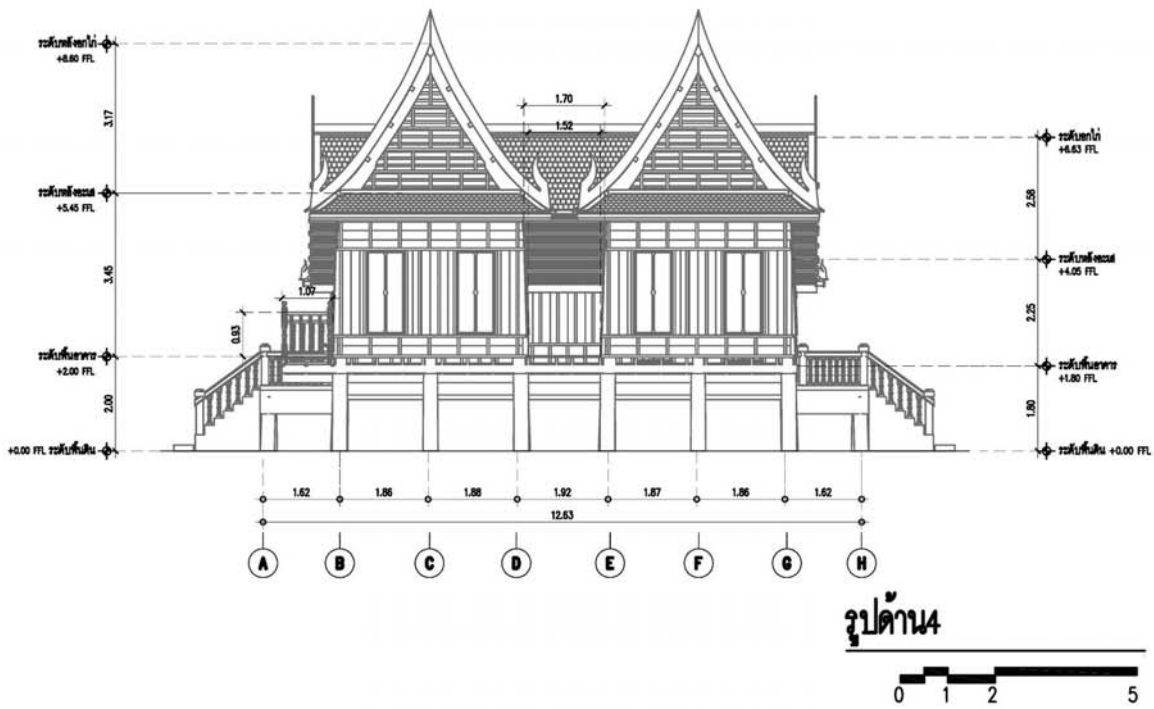 ระดับหลังอกไก่
+8.60 FFL
3.17
ระดับหลังอะเส
+5.45 FFL
3.45
1.07
0.93
ระดับพื้นอาคาร
+2.00 FFL
2.00
+0.00 FFL ระดับพื้นดิน
1.70
1.52
ระดับอกไก่
+6.63 FFL
2.58
ระดับหลังอะเส
+4.05 FFL
2.25
ระดับพื้นอาคาร
+1.80 FFL
1.80
ระดับพื้นดิน +0.00 FFL
1.62 1.86 1.88 1.92 1.87 1.86 1.62
12.63
A B C D E F G H
รูปด้าน4
0 1 2 5